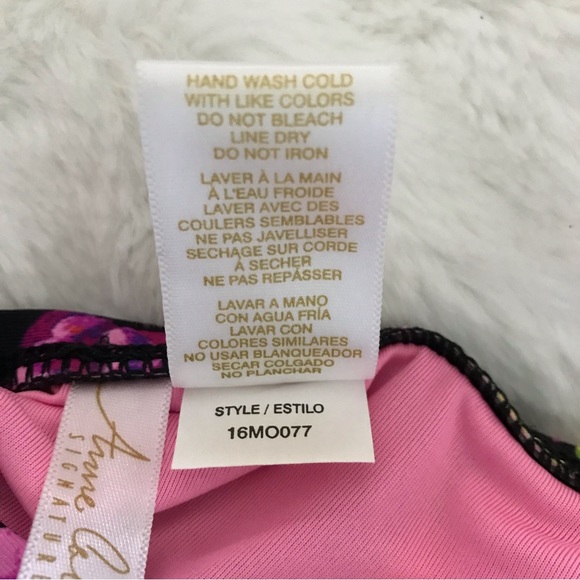 HAND WASH COLD
WITH LIKE COLORS
DO NOT BLEACH
LINE DRY
DO NOT IRON
LAVER À LA MAIN
À L'EAU FROIDE
LAVER AVEC DES
COULERS SEMBLABLES
NE PAS JAVELLISER
SECHAGE SUR CORDE
À SECHER
NE PAS REPÁSSER
LAVAR A MANO
CON AGUA FRÍA
LAVAR CON
COLORES SIMILARES
NO USAR BLANQUEADOR
SECAR COLGADO
NO PLANCHAR
STYLE / ESTILO
16MO077
Anne